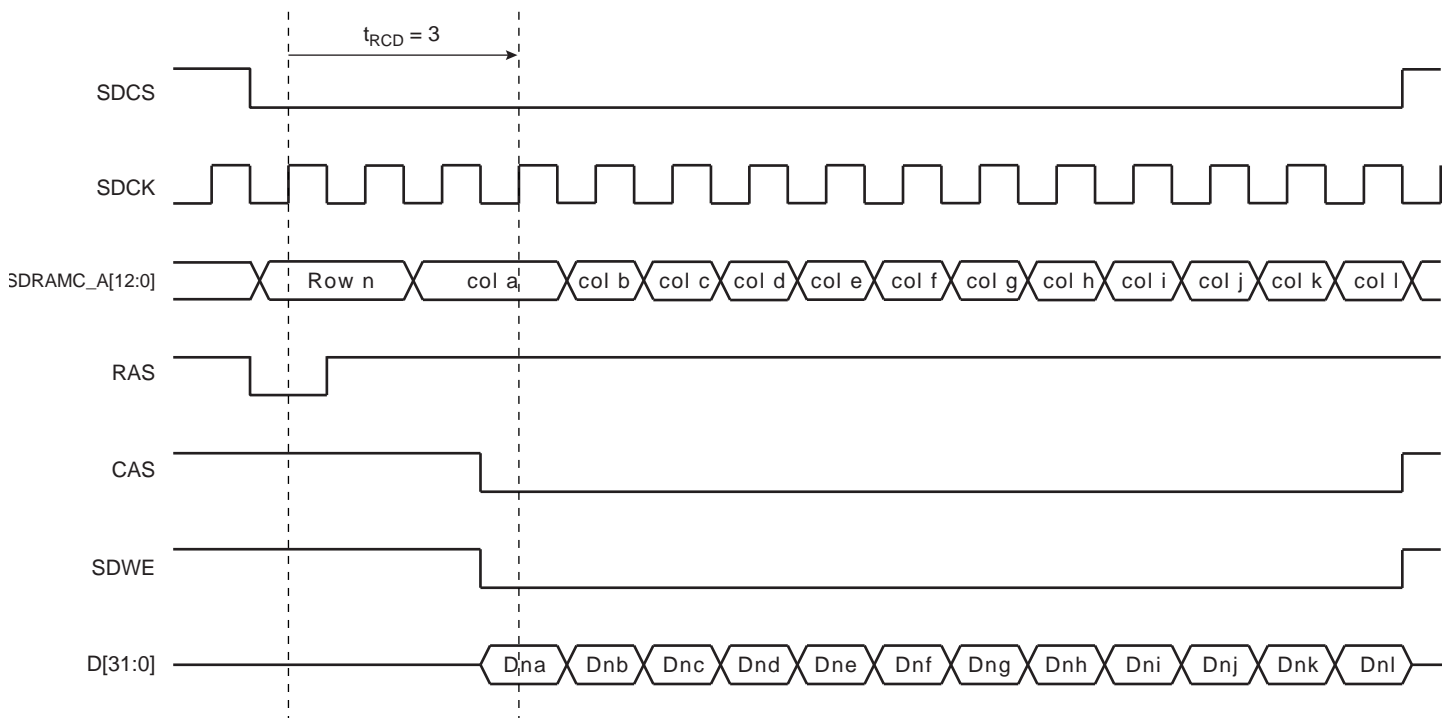 tRCD = 3
SDCS
SDCK
SDRAMC_A[12:0] Row n col a col b col c col d col e col f col g col h col i col j col k col l
RAS
CAS
SDWE
D[31:0] Dna Dnb Dnc Dnd Dne Dnf Dng Dnh Dni Dnj Dnk Dnl